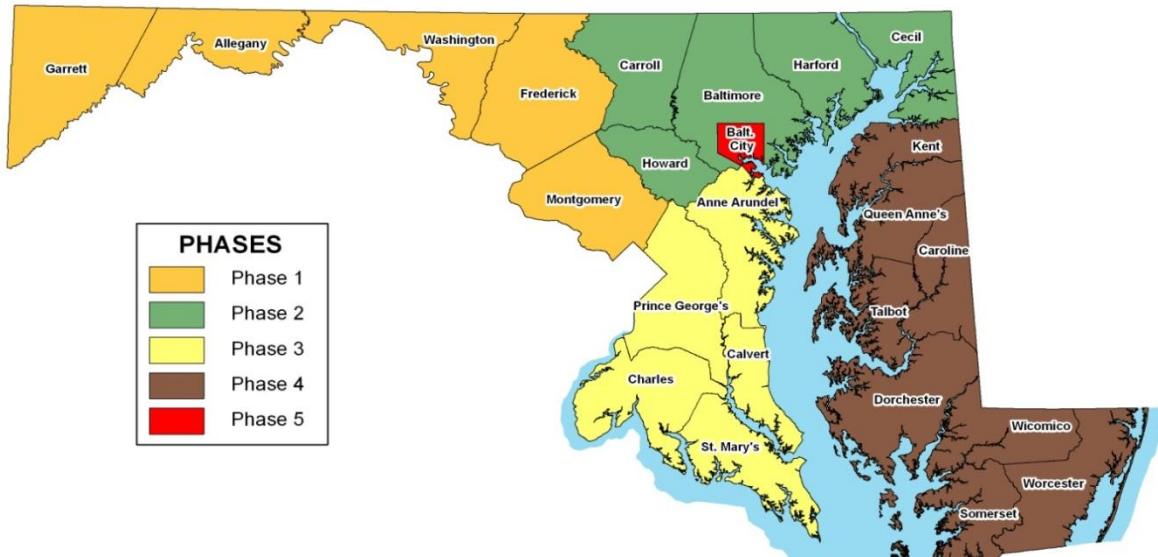 Garrett
Allegany
Washington
Frederick
Carroll
Baltimore
Harford
Cecil
Balt.
City
Howard
Montgomery
Kent
Anne Arundel
Queen Anne's
Caroline
Prince George's
Talbot
Calvert
Charles
Dorchester
St. Mary's
Wicomico
Worcester
Somerset
PHASES
Phase 1
Phase 2
Phase 3
Phase 4
Phase 5